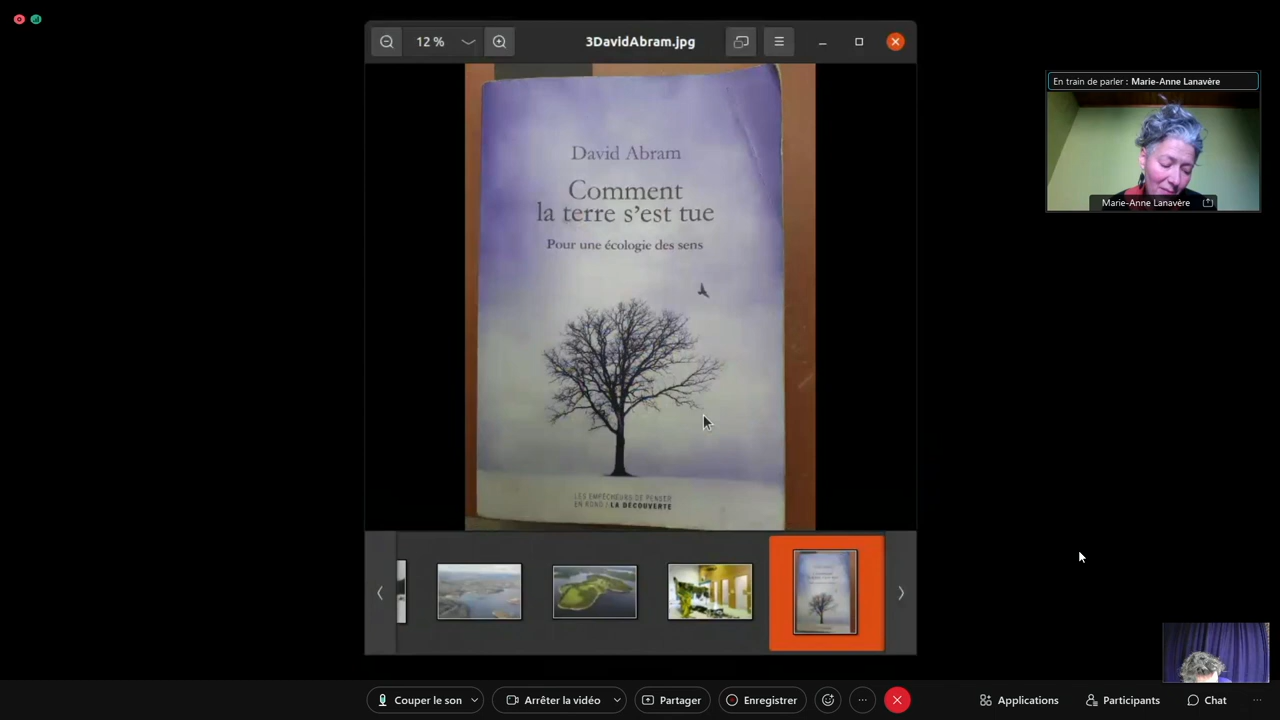 12 %
3DavidAbram.jpg
David Abram
Comment
la terre s'est tue
Pour une écologie des sens
LES EMPÊCHEURS DE PENSER
EN ROND / LA DÉCOUVERTE
En train de parler : Marie-Anne Lanavère
Marie-Anne Lanavère
Couper le son
Arrêter la vidéo
Partager
Enregistrer
Applications
Participants
Chat